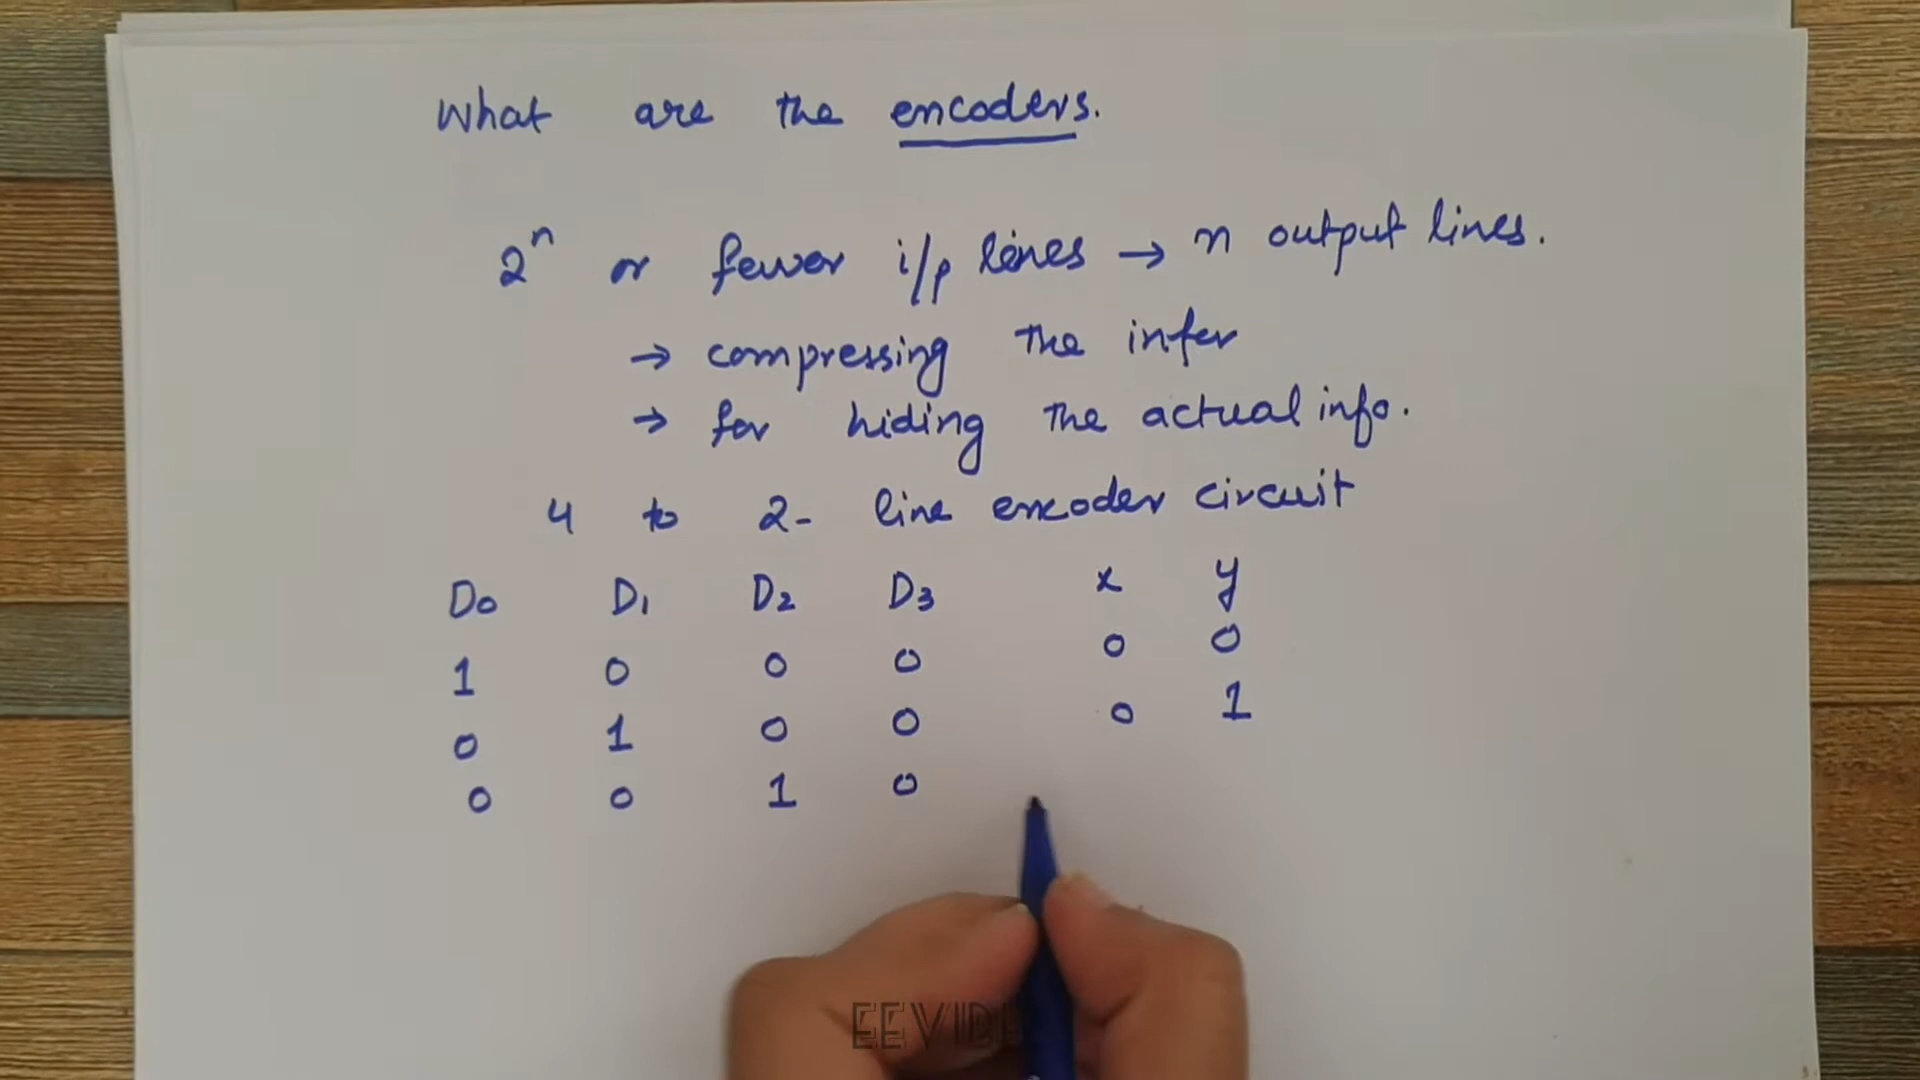 What are the encoders.
2^n or fewer i/p lines → n output lines.
→ compressing the infor
→ for hiding the actual info.
4 to 2- line encoder circuit
D0 D1 D2 D3 x y
1 0 0 0 0 0
0 1 0 0 0 1
0 0 1 0